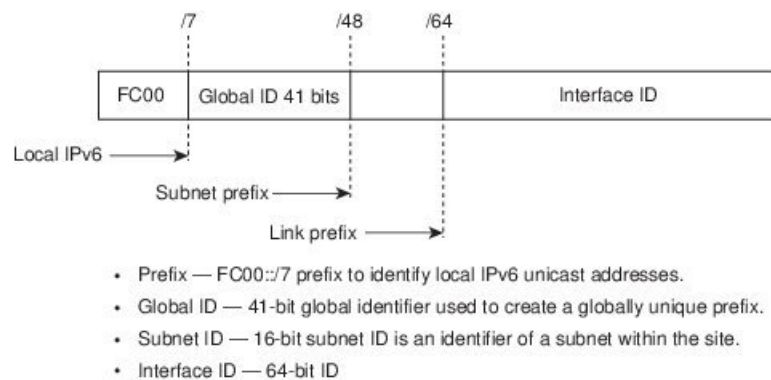 /7 /48 /64
FC00 Global ID 41 bits Interface ID
Local IPv6
Subnet prefix
Link prefix
• Prefix — FC00::/7 prefix to identify local IPv6 unicast addresses.
• Global ID — 41-bit global identifier used to create a globally unique prefix.
• Subnet ID — 16-bit subnet ID is an identifier of a subnet within the site.
• Interface ID — 64-bit ID